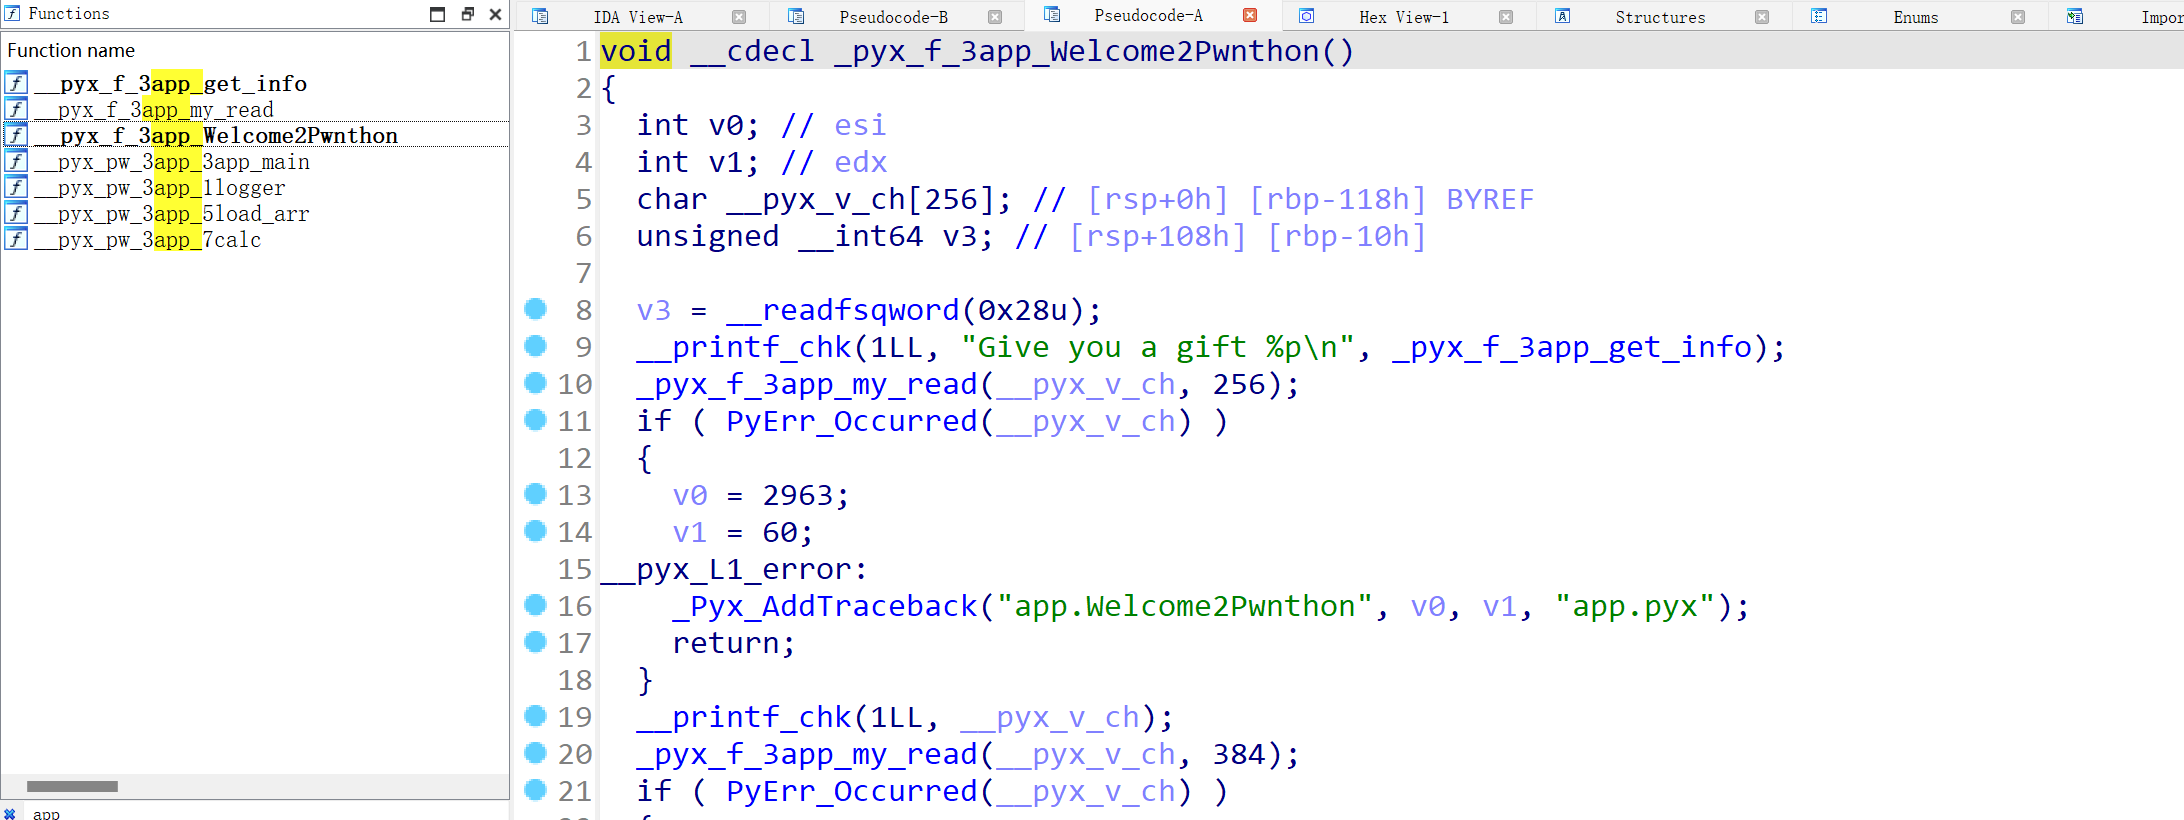 Functions
IDA View-A
Pseudocode-B
Pseudocode-A
Hex View-1
Structures
Enums
Function name
__pyx_f_3app_get_info
__pyx_f_3app_my_read
__pyx_f_3app_Welcome2Pwnthon
__pyx_pw_3app_3app_main
__pyx_pw_3app_1logger
__pyx_pw_3app_5load_arr
__pyx_pw_3app_7calc
app
1 void __cdecl _pyx_f_3app_Welcome2Pwnthon()
2 {
3 int v0; // esi
4 int v1; // edx
5 char __pyx_v_ch[256]; // [rsp+0h] [rbp-118h] BYREF
6 unsigned __int64 v3; // [rsp+108h] [rbp-10h]
7
8 v3 = __readfsqword(0x28u);
9 __printf_chk(1LL, "Give you a gift %p\n", _pyx_f_3app_get_info);
10 _pyx_f_3app_my_read(__pyx_v_ch, 256);
11 if ( PyErr_Occurred(__pyx_v_ch) )
12 {
13 v0 = 2963;
14 v1 = 60;
15 __pyx_L1_error:
16 _Pyx_AddTraceback("app.Welcome2Pwnthon", v0, v1, "app.pyx");
17 return;
18 }
19 __printf_chk(1LL, __pyx_v_ch);
20 _pyx_f_3app_my_read(__pyx_v_ch, 384);
21 if ( PyErr_Occurred(__pyx_v_ch) )